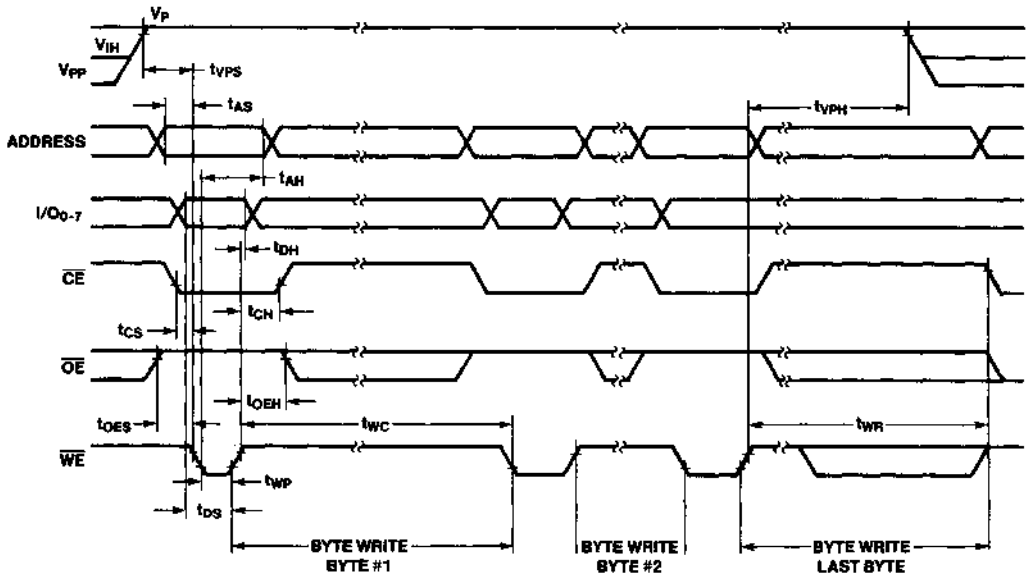 VP
VIH
VPP
tVPS
tAS
tVPH
ADDRESS
tAH
I/O0-7
tDH
CE
tCH
tCS
OE
tOEH
tOES
tWC
tWR
WE
tWP
tDS
BYTE WRITE
BYTE #1
BYTE WRITE
BYTE #2
BYTE WRITE
LAST BYTE